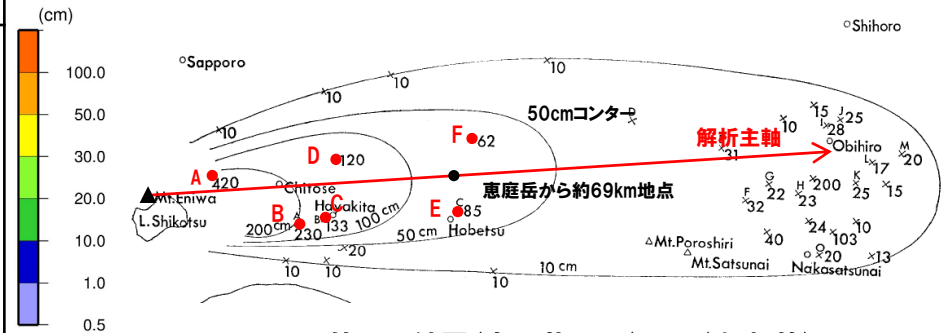 (cm)
100.0
50.0
30.0
20.0
10.0
1.0
0.5
Shihoro
Sapporo
10
10
10
10
50cmコンター
D
解析主軸
10
15
J
25
I
28
Obihiro
M
20
L
17
31
F
62
D
120
A
420
Mt.Eniwa
Chitose
恵庭岳から約69km地点
G
22
H
23
200
K
25
15
F
32
L.Shikotsu
B
A
230
200cm
Hayakita
C
B
133
100cm
E
C
85
Hobetsu
50 cm
20
10
10
10
10 cm
Mt.Poroshiri
Mt.Satsunai
40
24
103
10
20
13
Nakasatsunai